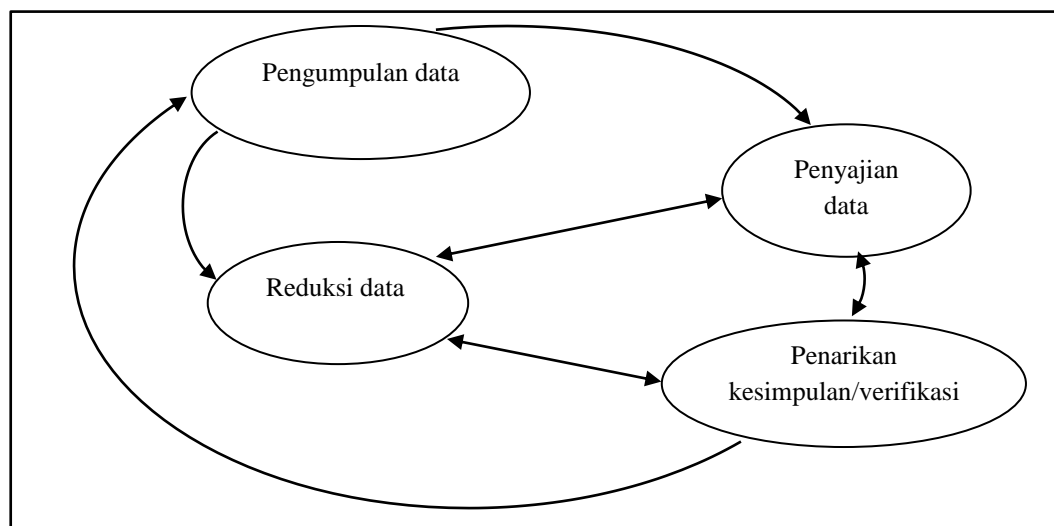 Pengumpulan data
Penyajian
data
Reduksi data
Penarikan
kesimpulan/verifikasi